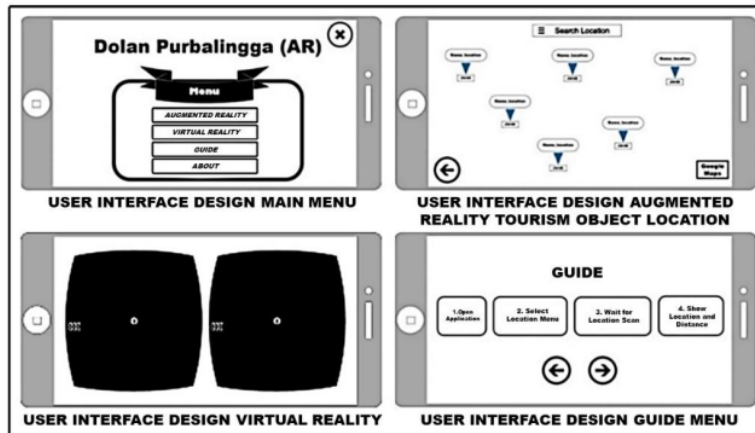 Dolan Purbalingga (AR)
Menu
AUGMENTED REALITY
VIRTUAL REALITY
GUIDE
ABOUT
USER INTERFACE DESIGN MAIN MENU
Search Location
Name, location
Name, location
Name, location
Name, location
Name, location
Name, location
Google
Maps
USER INTERFACE DESIGN AUGMENTED
REALITY TOURISM OBJECT LOCATION
USER INTERFACE DESIGN VIRTUAL REALITY
GUIDE
1.Open
Application
2. Select
Location Menu
3. Wait for
Location Scan
4. Show
Location and
Distance
USER INTERFACE DESIGN GUIDE MENU